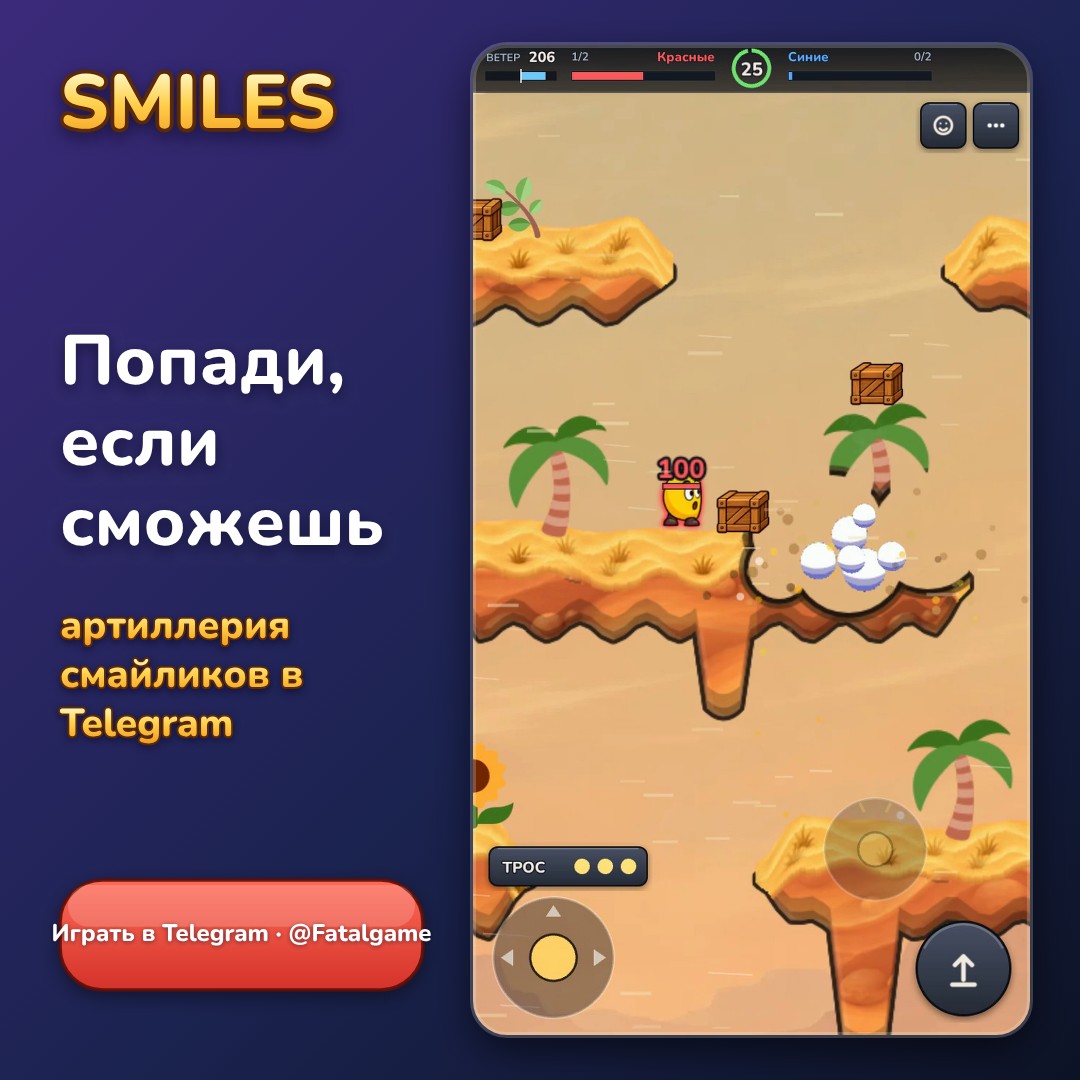 SMILES
Попади,
если
сможешь
артиллерия
смайликов в
Telegram
Играть в Telegram · @Fatalgame
ВЕТЕР 206 1/2 Красные 25 Синие 0/2
100
ТРОС